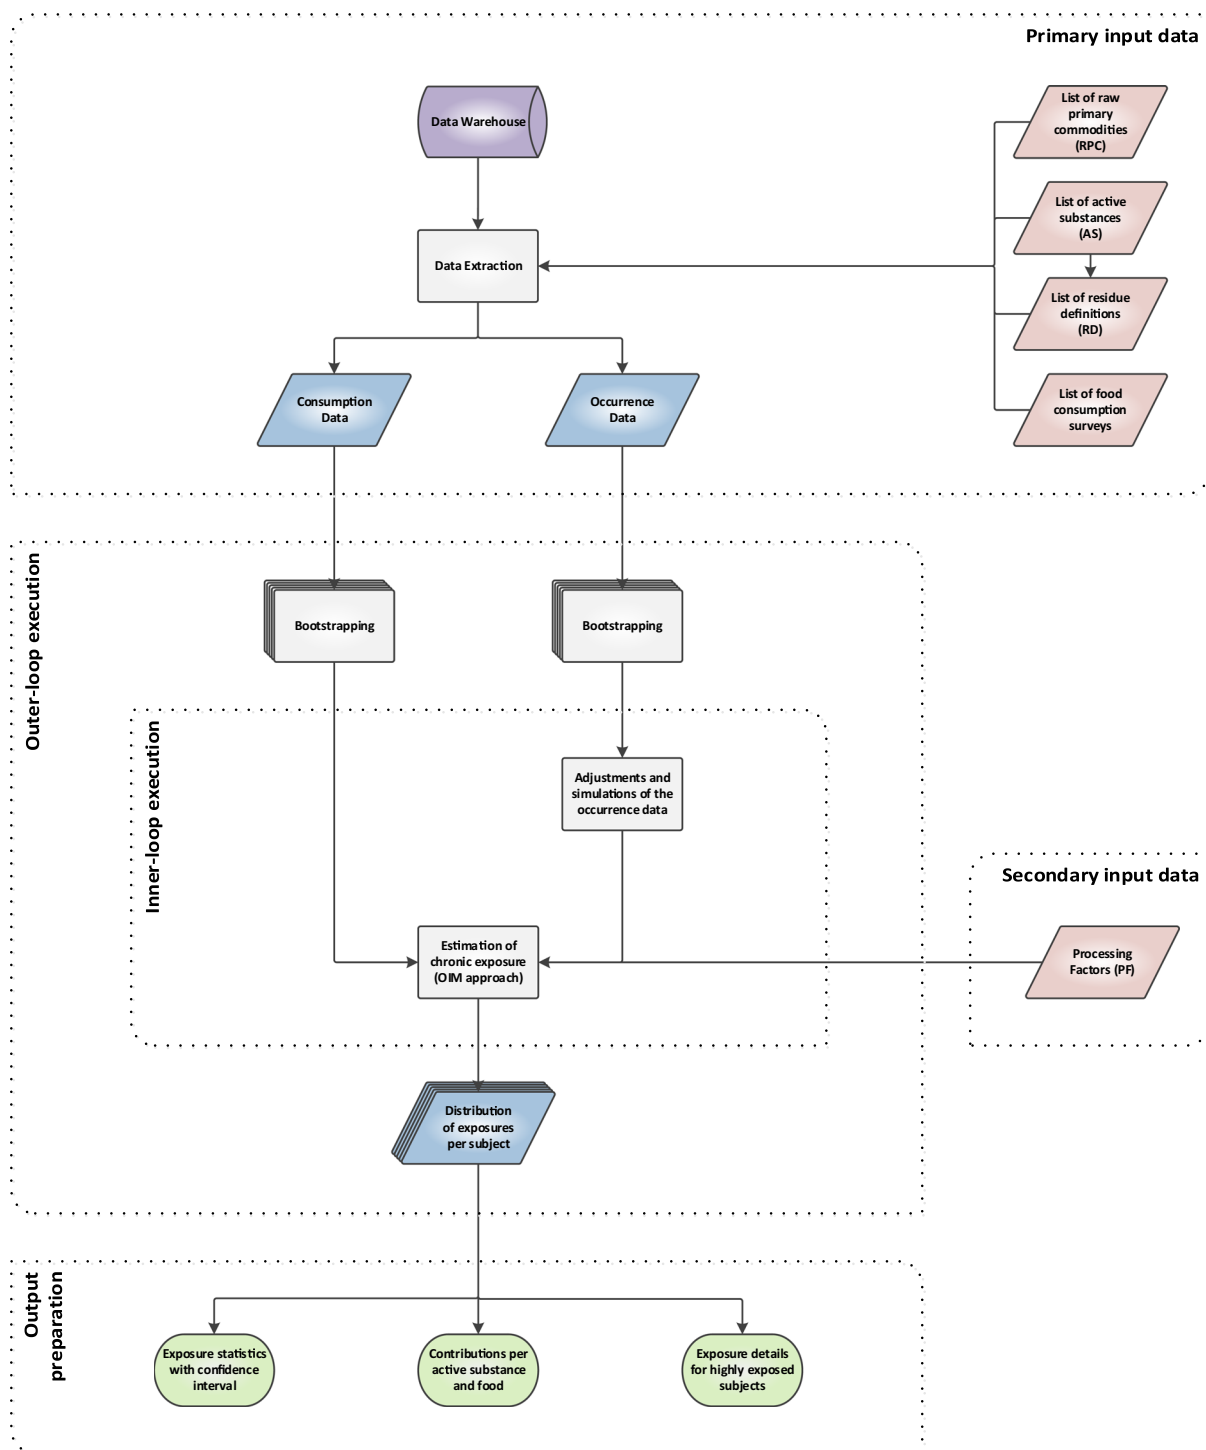 Primary input data
Data Warehouse
List of raw
primary
commodities
(RPC)
List of active
substances
(AS)
Data Extraction
List of residue
definitions
(RD)
Consumption
Data
Occurrence
Data
List of food
consumption
surveys
Outer-loop execution
Bootstrapping
Bootstrapping
Inner-loop execution
Adjustments and
simulations of the
occurrence data
Secondary input data
Estimation of
chronic exposure
(OIM approach)
Processing
Factors (PF)
Distribution
of exposures
per subject
Output
preparation
Exposure statistics
with confidence
interval
Contributions per
active substance
and food
Exposure details
for highly exposed
subjects